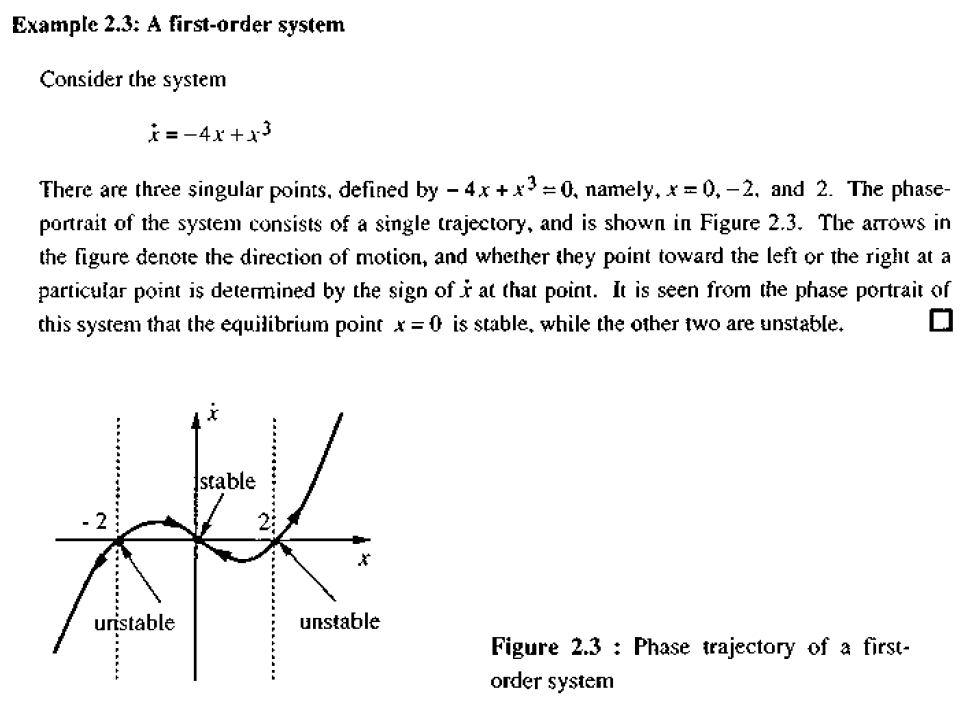 Example 2.3: A first-order system
Consider the system
ẋ = −4x + x³
There are three singular points, defined by − 4x + x³ = 0, namely, x = 0, −2, and 2. The phase-
portrait of the system consists of a single trajectory, and is shown in Figure 2.3. The arrows in
the figure denote the direction of motion, and whether they point toward the left or the right at a
particular point is determined by the sign of ẋ at that point. It is seen from the phase portrait of
this system that the equilibrium point x = 0 is stable, while the other two are unstable.
ẋ
stable
- 2
2
x
unstable
unstable
Figure 2.3 : Phase trajectory of a first-
order system